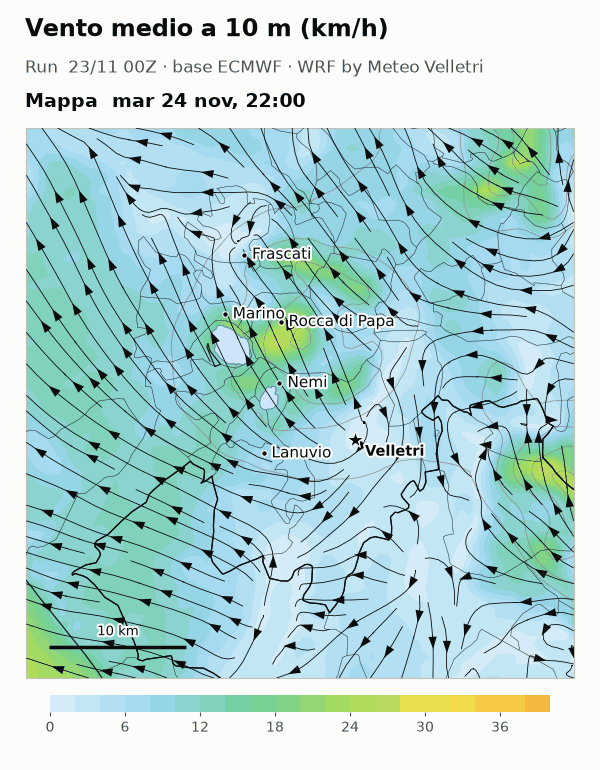 Vento medio a 10 m (km/h)
Run 23/11 00Z · base ECMWF · WRF by Meteo Velletri
Mappa mar 24 nov, 22:00
Frascati
Marino
Rocca di Papa
Nemi
Velletri
Lanuvio
10 km
0 6 12 18 24 30 36